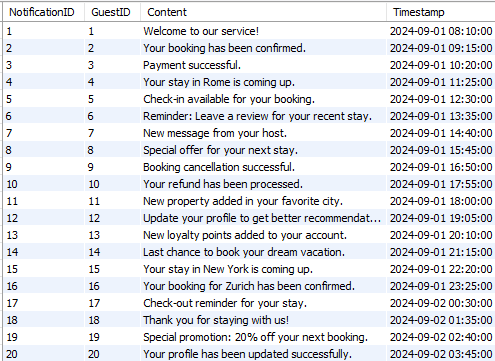 NotificationID GuestID Content Timestamp
1 1 Welcome to our service! 2024-09-01 08:10:00
2 2 Your booking has been confirmed. 2024-09-01 09:15:00
3 3 Payment successful. 2024-09-01 10:20:00
4 4 Your stay in Rome is coming up. 2024-09-01 11:25:00
5 5 Check-in available for your booking. 2024-09-01 12:30:00
6 6 Reminder: Leave a review for your recent stay. 2024-09-01 13:35:00
7 7 New message from your host. 2024-09-01 14:40:00
8 8 Special offer for your next stay. 2024-09-01 15:45:00
9 9 Booking cancellation successful. 2024-09-01 16:50:00
10 10 Your refund has been processed. 2024-09-01 17:55:00
11 11 New property added in your favorite city. 2024-09-01 18:00:00
12 12 Update your profile to get better recommendat... 2024-09-01 19:05:00
13 13 New loyalty points added to your account. 2024-09-01 20:10:00
14 14 Last chance to book your dream vacation. 2024-09-01 21:15:00
15 15 Your stay in New York is coming up. 2024-09-01 22:20:00
16 16 Your booking for Zurich has been confirmed. 2024-09-01 23:25:00
17 17 Check-out reminder for your stay. 2024-09-02 00:30:00
18 18 Thank you for staying with us! 2024-09-02 01:35:00
19 19 Special promotion: 20% off your next booking. 2024-09-02 02:40:00
20 20 Your profile has been updated successfully. 2024-09-02 03:45:00